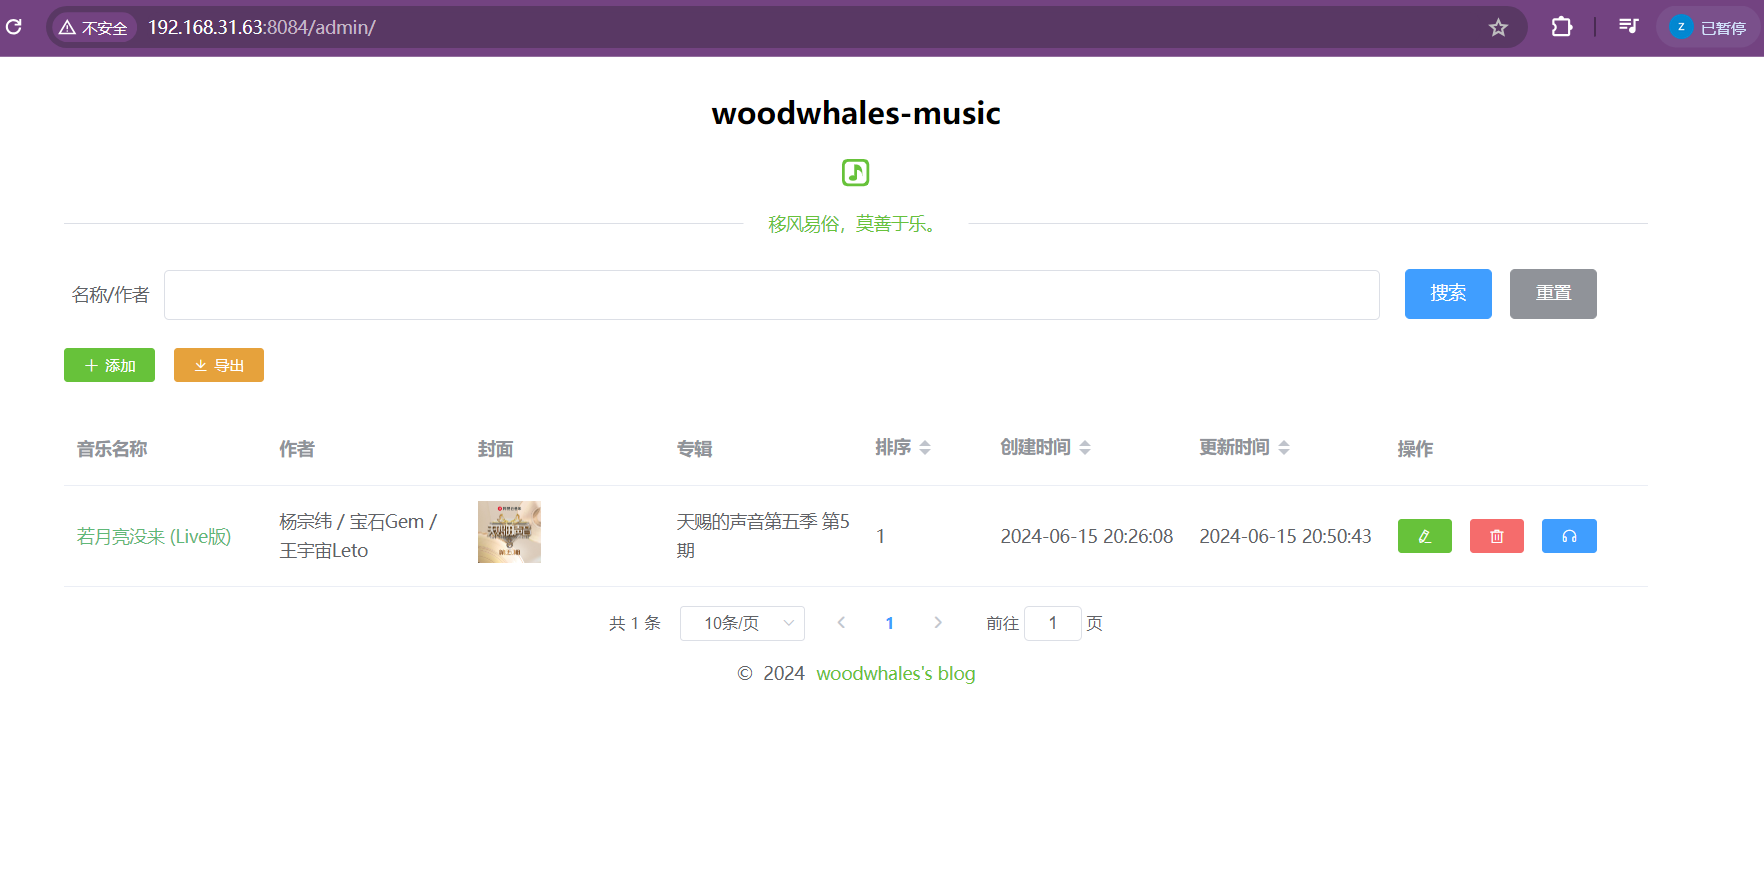 不安全 192.168.31.63:8084/admin/ z 已暂停
woodwhales-music
移风易俗，莫善于乐。
名称/作者 搜索 重置
添加 导出
音乐名称 作者 封面 专辑 排序 创建时间 更新时间 操作
若月亮没来 (Live版) 杨宗纬 / 宝石Gem / 天赐的声音第五季 第5 1 2024-06-15 20:26:08 2024-06-15 20:50:43
王宇宙Leto 期
共 1 条 10条/页 1 前往 1 页
© 2024 woodwhales's blog